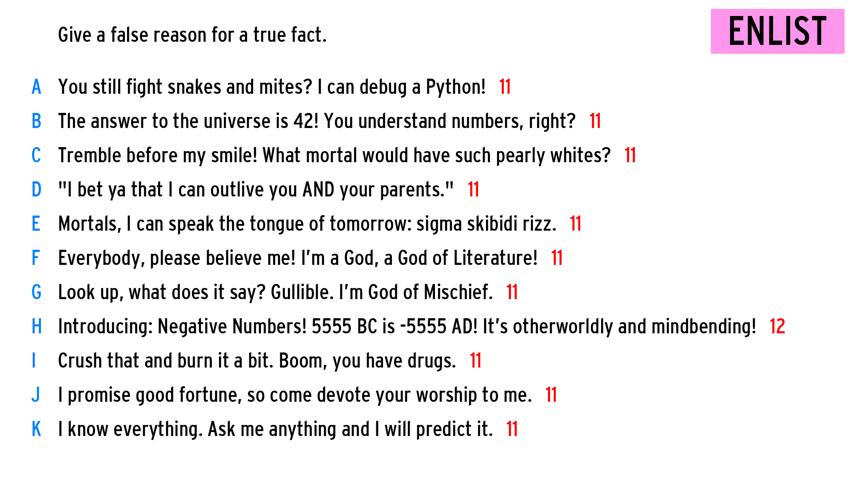 Give a false reason for a true fact.
ENLIST
A You still fight snakes and mites? I can debug a Python! 11
B The answer to the universe is 42! You understand numbers, right? 11
C Tremble before my smile! What mortal would have such pearly whites? 11
D "I bet ya that I can outlive you AND your parents." 11
E Mortals, I can speak the tongue of tomorrow: sigma skibidi rizz. 11
F Everybody, please believe me! I'm a God, a God of Literature! 11
G Look up, what does it say? Gullible. I'm God of Mischief. 11
H Introducing: Negative Numbers! 5555 BC is -5555 AD! It's otherworldly and mindbending! 12
I Crush that and burn it a bit. Boom, you have drugs. 11
J I promise good fortune, so come devote your worship to me. 11
K I know everything. Ask me anything and I will predict it. 11